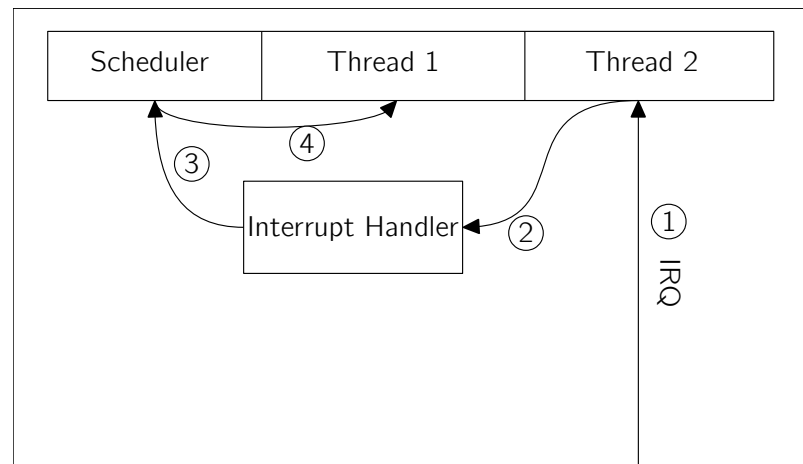 Scheduler
Thread 1
Thread 2
4
3
1
Interrupt Handler
2
IRQ